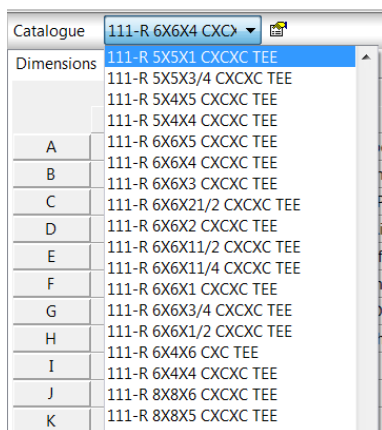 Catalogue 111-R 6X6X4 CXC
Dimensions
111-R 5X5X1 CXCXC TEE
111-R 5X5X3/4 CXCXC TEE
111-R 5X4X5 CXCXC TEE
111-R 5X4X4 CXCXC TEE
A 111-R 6X6X5 CXCXC TEE
111-R 6X6X4 CXCXC TEE
B 111-R 6X6X3 CXCXC TEE
C 111-R 6X6X21/2 CXCXC TEE
D 111-R 6X6X2 CXCXC TEE
111-R 6X6X11/2 CXCXC TEE
E 111-R 6X6X11/4 CXCXC TEE
F 111-R 6X6X1 CXCXC TEE
G 111-R 6X6X3/4 CXCXC TEE
H 111-R 6X6X1/2 CXCXC TEE
111-R 6X4X6 CXC TEE
I 111-R 6X4X4 CXCXC TEE
J 111-R 8X8X6 CXCXC TEE
K 111-R 8X8X5 CXCXC TEE